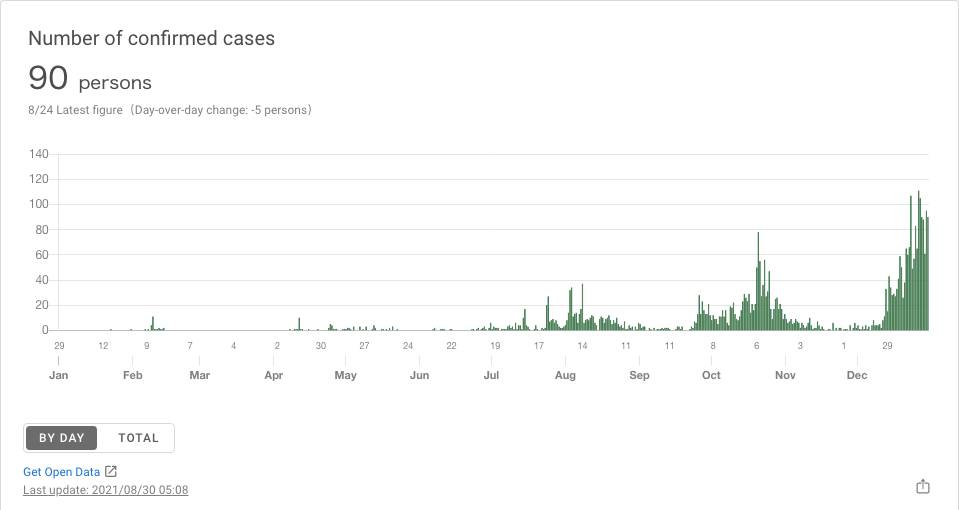 Number of confirmed cases
90 persons
8/24 Latest figure（Day-over-day change: -5 persons）
140
120
100
80
60
40
20
0
29 12 9 7 4 2 30 27 24 22 19 17 14 11 11 8 6 3 1 29
Jan Feb Mar Apr May Jun Jul Aug Sep Oct Nov Dec
BY DAY TOTAL
Get Open Data
Last update: 2021/08/30 05:08